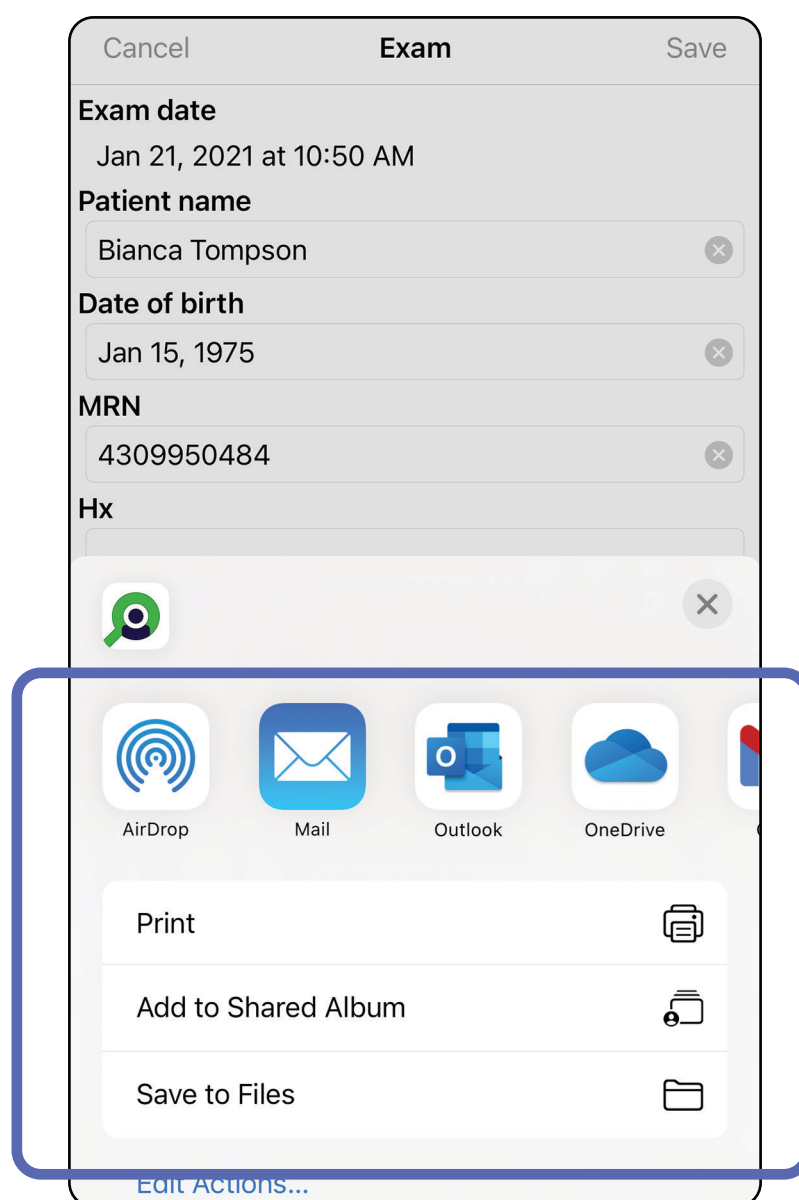 Cancel Exam Save
Exam date
Jan 21, 2021 at 10:50 AM
Patient name
Bianca Tompson
Date of birth
Jan 15, 1975
MRN
4309950484
Hx
AirDrop Mail Outlook OneDrive
Print
Add to Shared Album
Save to Files
Edit Actions...